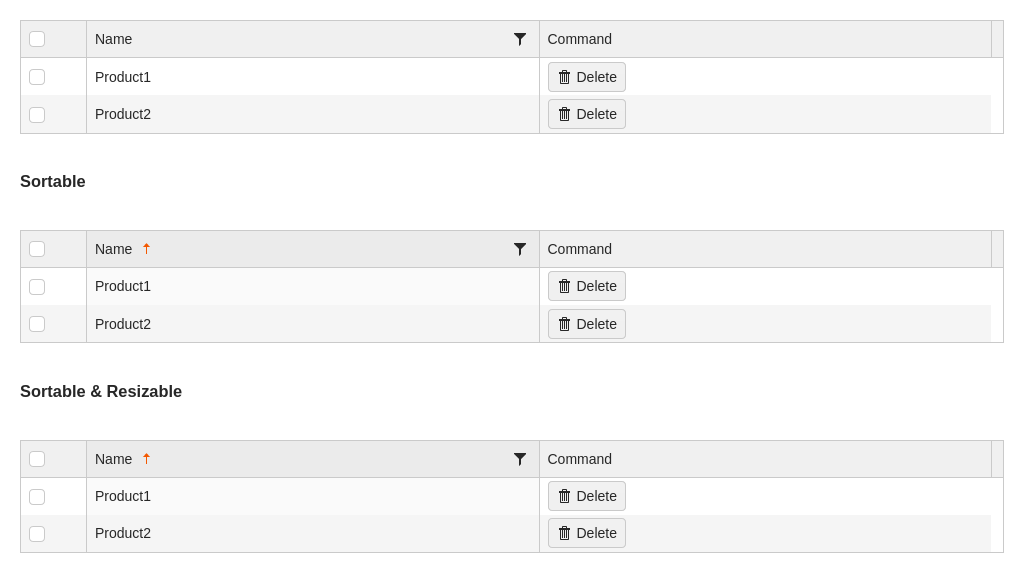 Name Command
Product1 Delete
Product2 Delete
Sortable
Name Command
Product1 Delete
Product2 Delete
Sortable & Resizable
Name Command
Product1 Delete
Product2 Delete